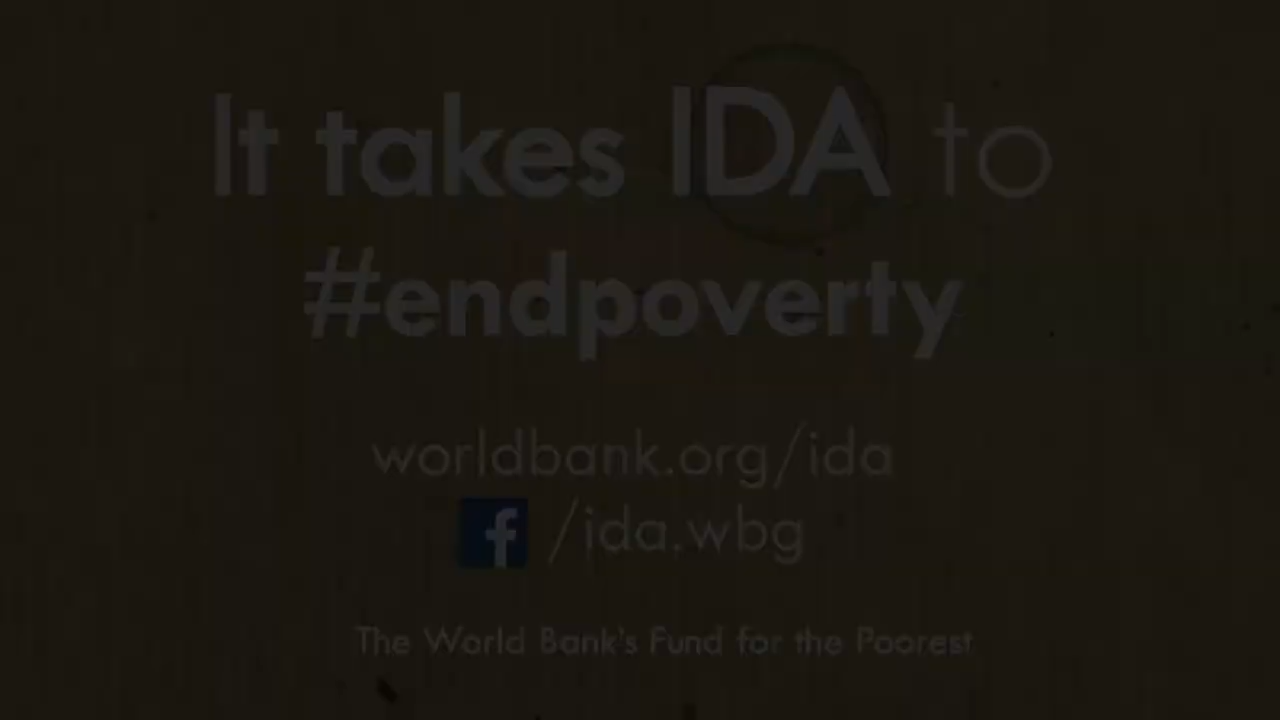 It takes IDA to
#endpoverty
worldbank.org/ida
f /ida.wbg
The World Bank's Fund for the Poorest